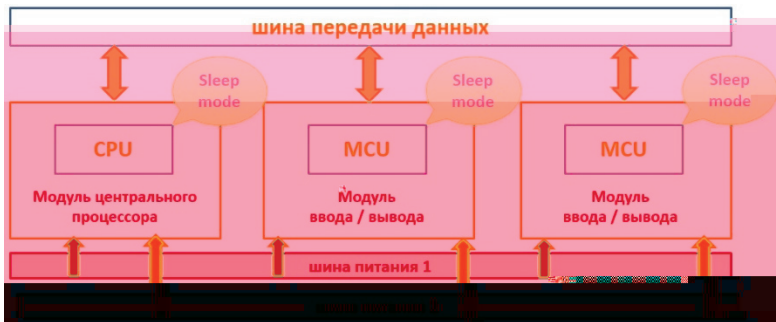 шина передачи данных
Sleep
mode
Sleep
mode
Sleep
mode
CPU
MCU
MCU
Модуль центрального
процессора
Модуль
ввода / вывода
Модуль
ввода / вывода
шина питания 1